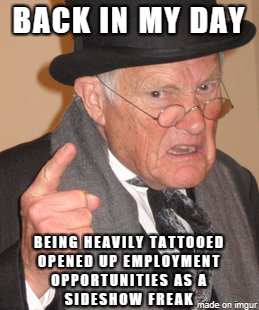 BACK IN MY DAY
BEING HEAVILY TATTOOED
OPENED UP EMPLOYMENT
OPPORTUNITIES AS A
SIDESHOW FREAK
made on imgur